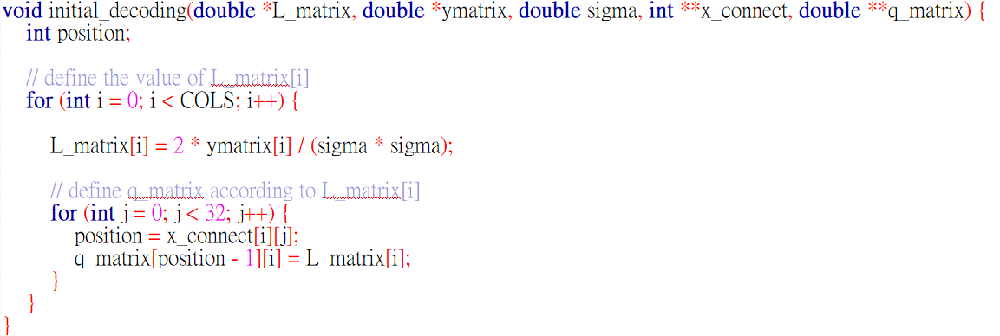 void initial_decoding(double *L_matrix, double *ymatrix, double sigma, int **x_connect, double **q_matrix) {
int position;
// define the value of L_matrix[i]
for (int i = 0; i < COLS; i++) {
L_matrix[i] = 2 * ymatrix[i] / (sigma * sigma);
// define q_matrix according to L_matrix[i]
for (int j = 0; j < 32; j++) {
position = x_connect[i][j];
q_matrix[position - 1][i] = L_matrix[i];
}
}
}